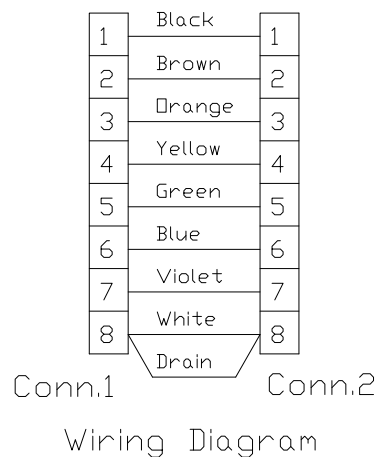 Black
1 1
Brown
2 2
Orange
3 3
Yellow
4 4
Green
5 5
Blue
6 6
Violet
7 7
White
8 8
Drain
Conn.1 Conn.2
Wiring Diagram